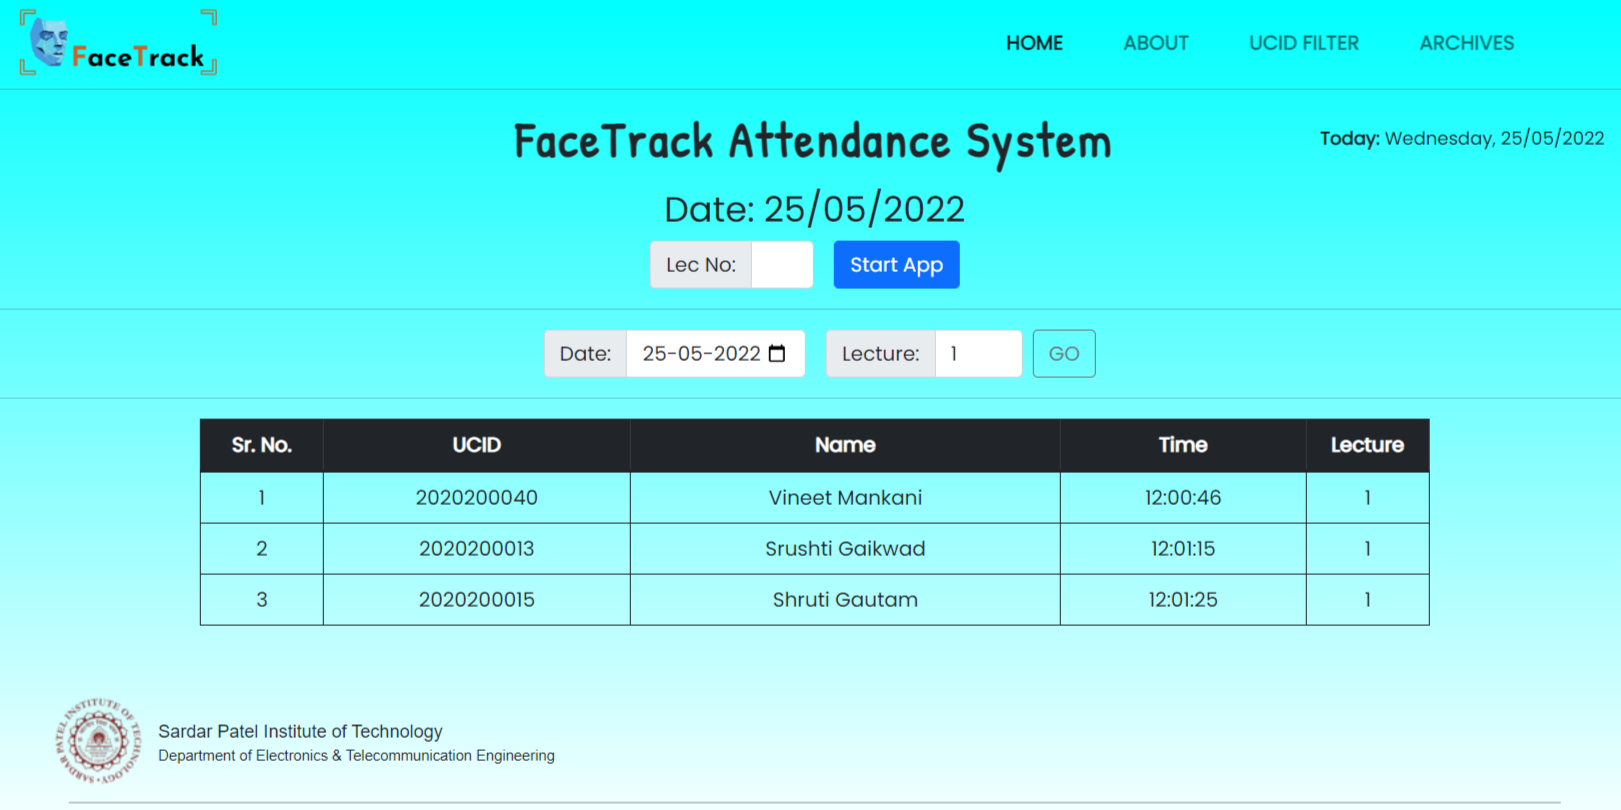 FaceTrack
HOME ABOUT UCID FILTER ARCHIVES
FaceTrack Attendance System
Today: Wednesday, 25/05/2022
Date: 25/05/2022
Lec No: Start App
Date: 25-05-2022 Lecture: 1 GO
Sr. No. UCID Name Time Lecture
1 2020200040 Vineet Mankani 12:00:46 1
2 2020200013 Srushti Gaikwad 12:01:15 1
3 2020200015 Shruti Gautam 12:01:25 1
SARDAR PATEL INSTITUTE OF TECHNOLOGY
Sardar Patel Institute of Technology
Department of Electronics & Telecommunication Engineering